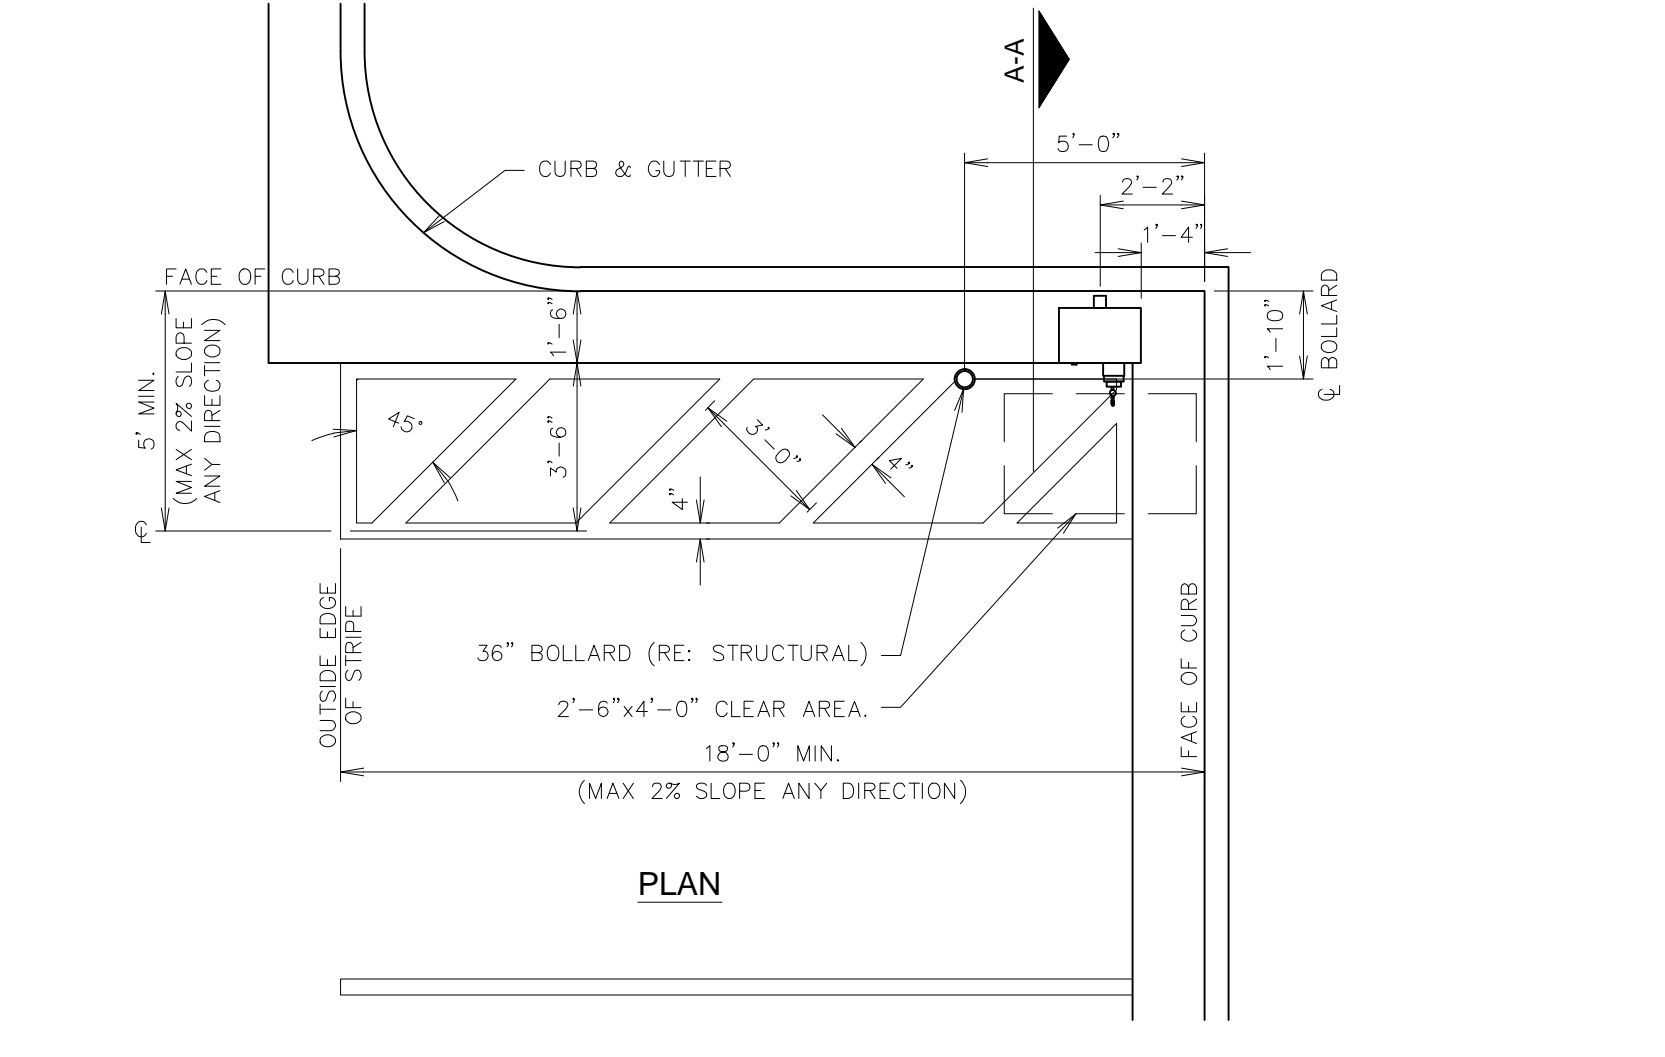 A-A
5'-0"
2'-2"
1'-4"
CURB & GUTTER
FACE OF CURB
1'-6"
1'-10"
℄ BOLLARD
5' MIN.
(MAX 2% SLOPE
ANY DIRECTION)
45°
3'-6"
3'-0"
4"
4"
℄
OUTSIDE EDGE
OF STRIPE
36" BOLLARD (RE: STRUCTURAL)
2'-6"x4'-0" CLEAR AREA.
FACE OF CURB
18'-0" MIN.
(MAX 2% SLOPE ANY DIRECTION)
PLAN